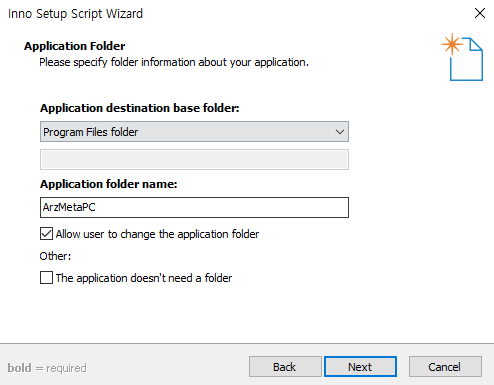 Inno Setup Script Wizard
Application Folder
Please specify folder information about your application.
Application destination base folder:
Program Files folder
Application folder name:
ArzMetaPC
Allow user to change the application folder
Other:
The application doesn't need a folder
bold = required
Back
Next
Cancel